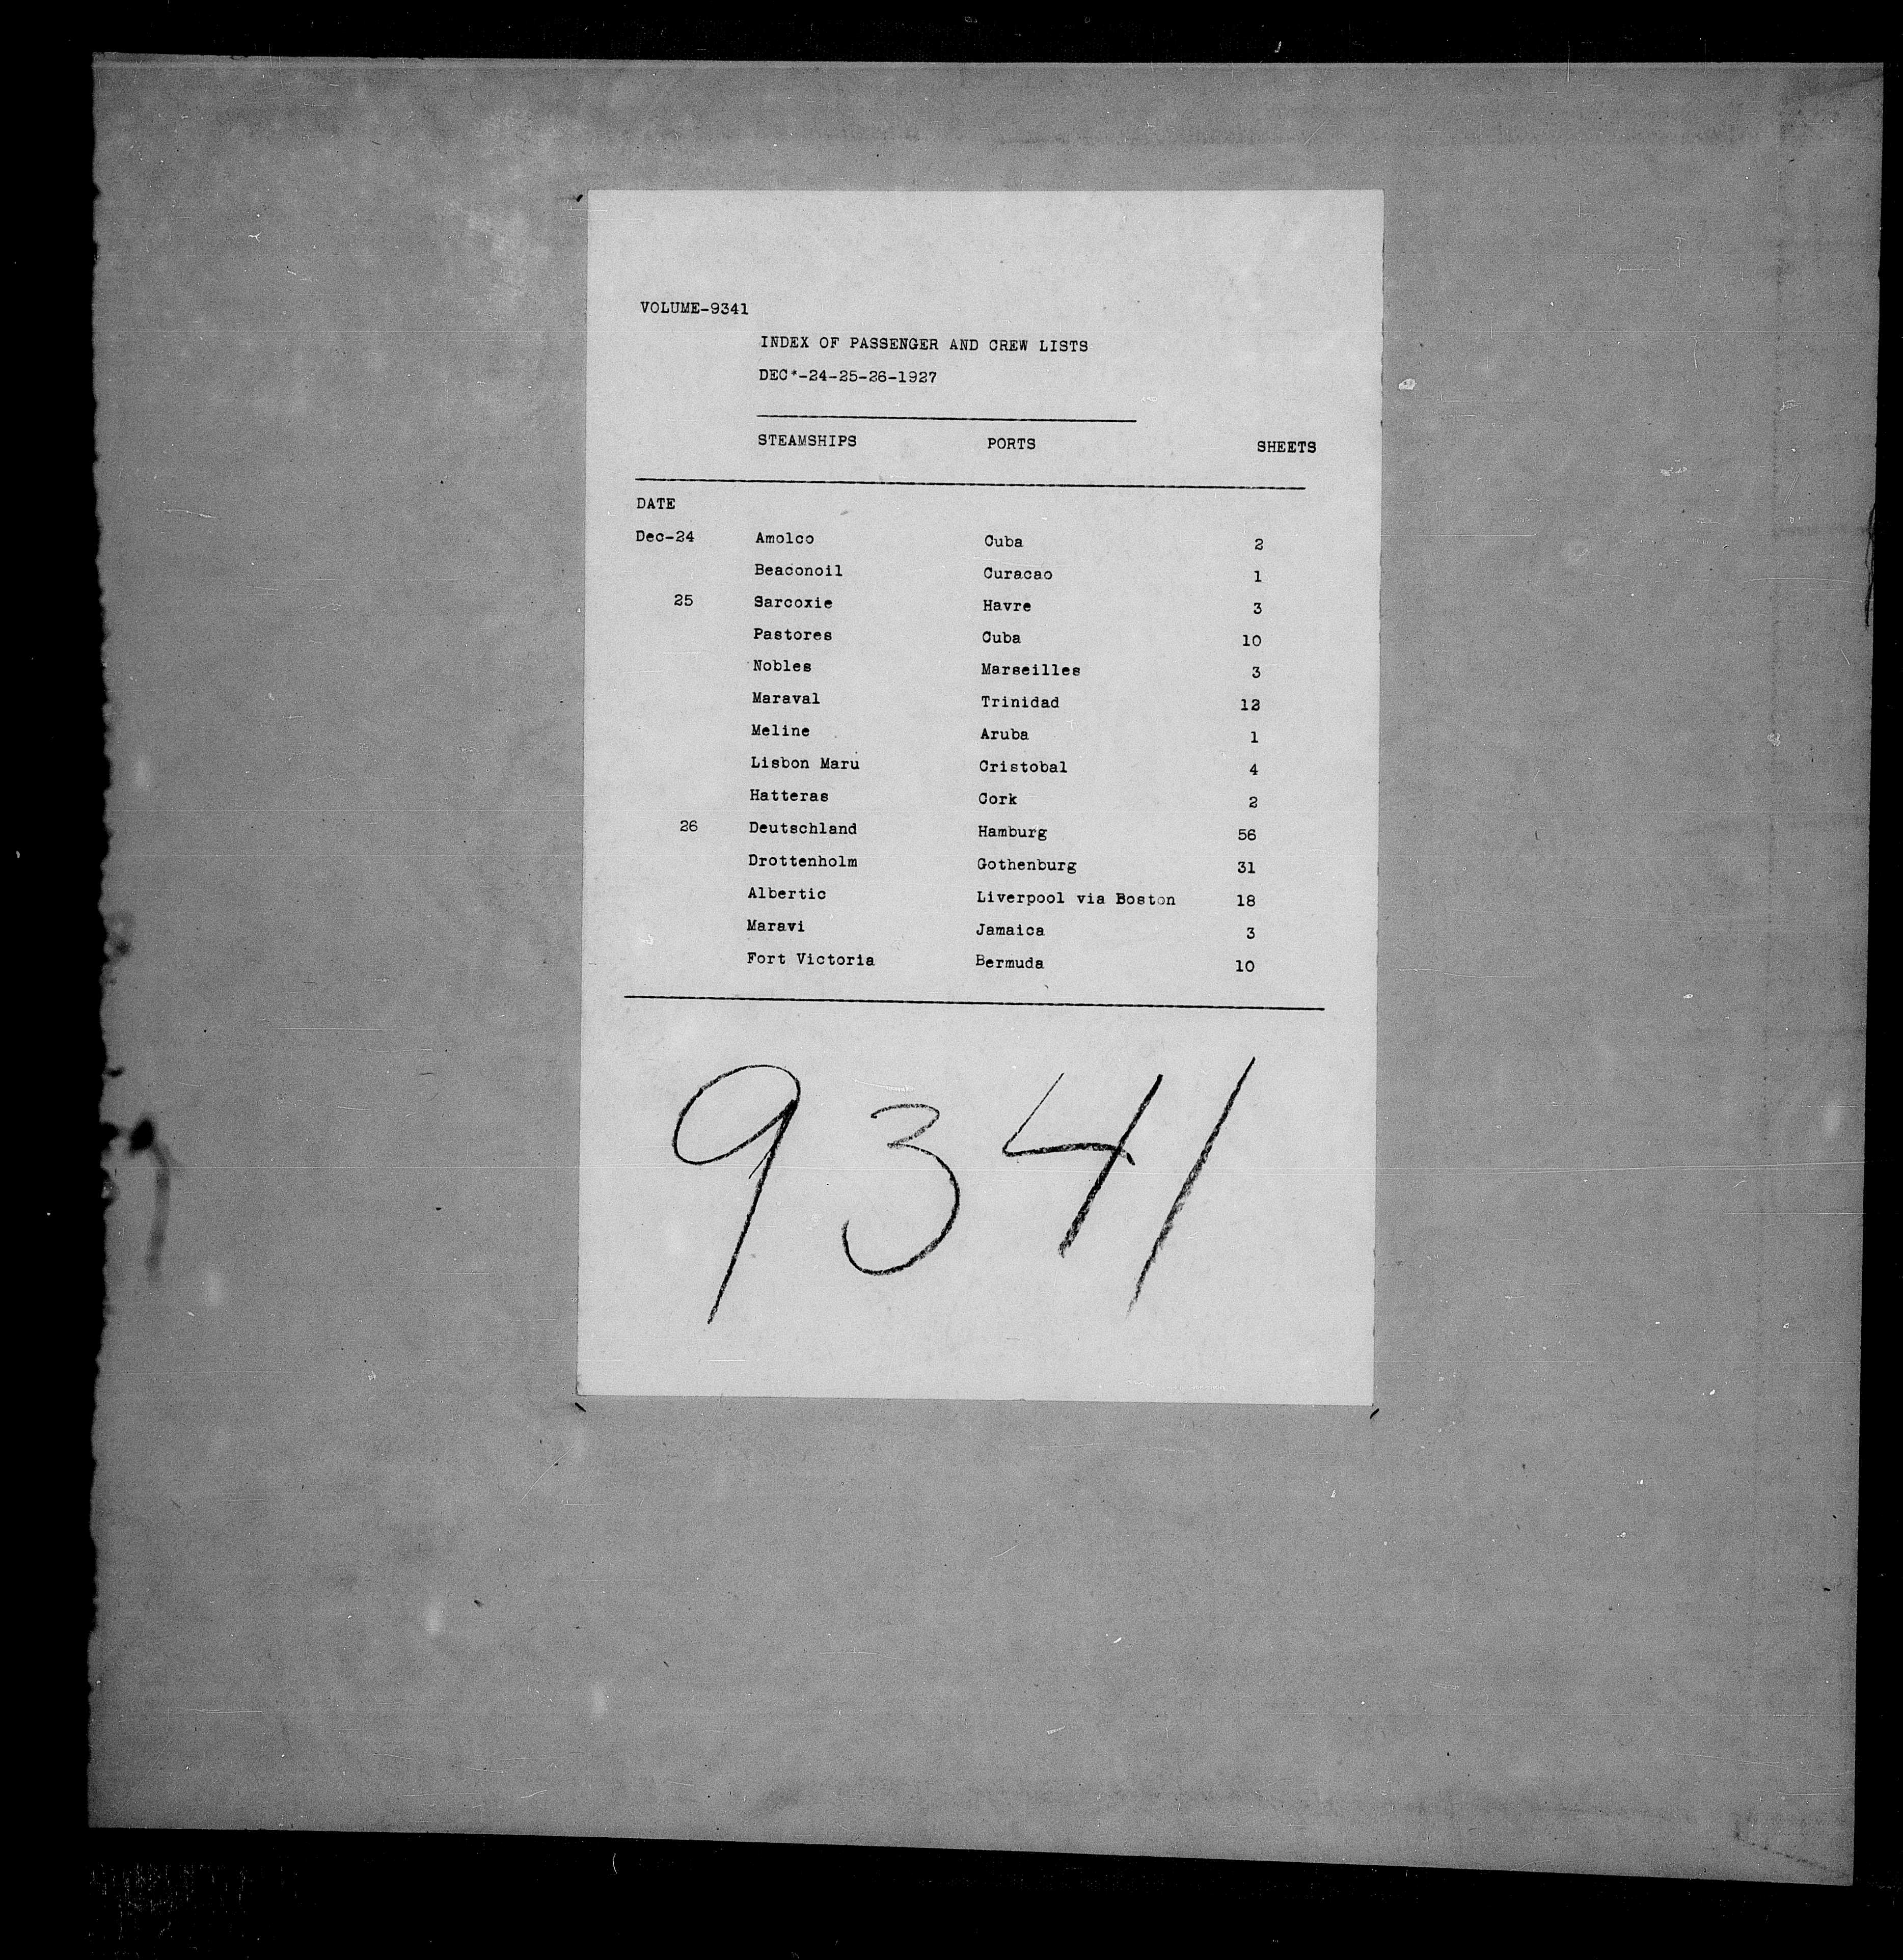 VOLUME-9341
INDEX OF PASSENGER AND CREW LISTS
DEC*-24-25-26-1927
STEAMSHIPS PORTS SHEETS
DATE
Dec-24 Amolco Cuba 2
Beaconoil Curacao 1
25 Sarcoxie Havre 3
Pastores Cuba 10
Nobles Marseilles 3
Maraval Trinidad 12
Meline Aruba 1
Lisbon Maru Cristobal 4
Hatteras Cork 2
26 Deutschland Hamburg 56
Drottenholm Gothenburg 31
Albertic Liverpool via Boston 18
Maravi Jamaica 3
Fort Victoria Bermuda 10
9341